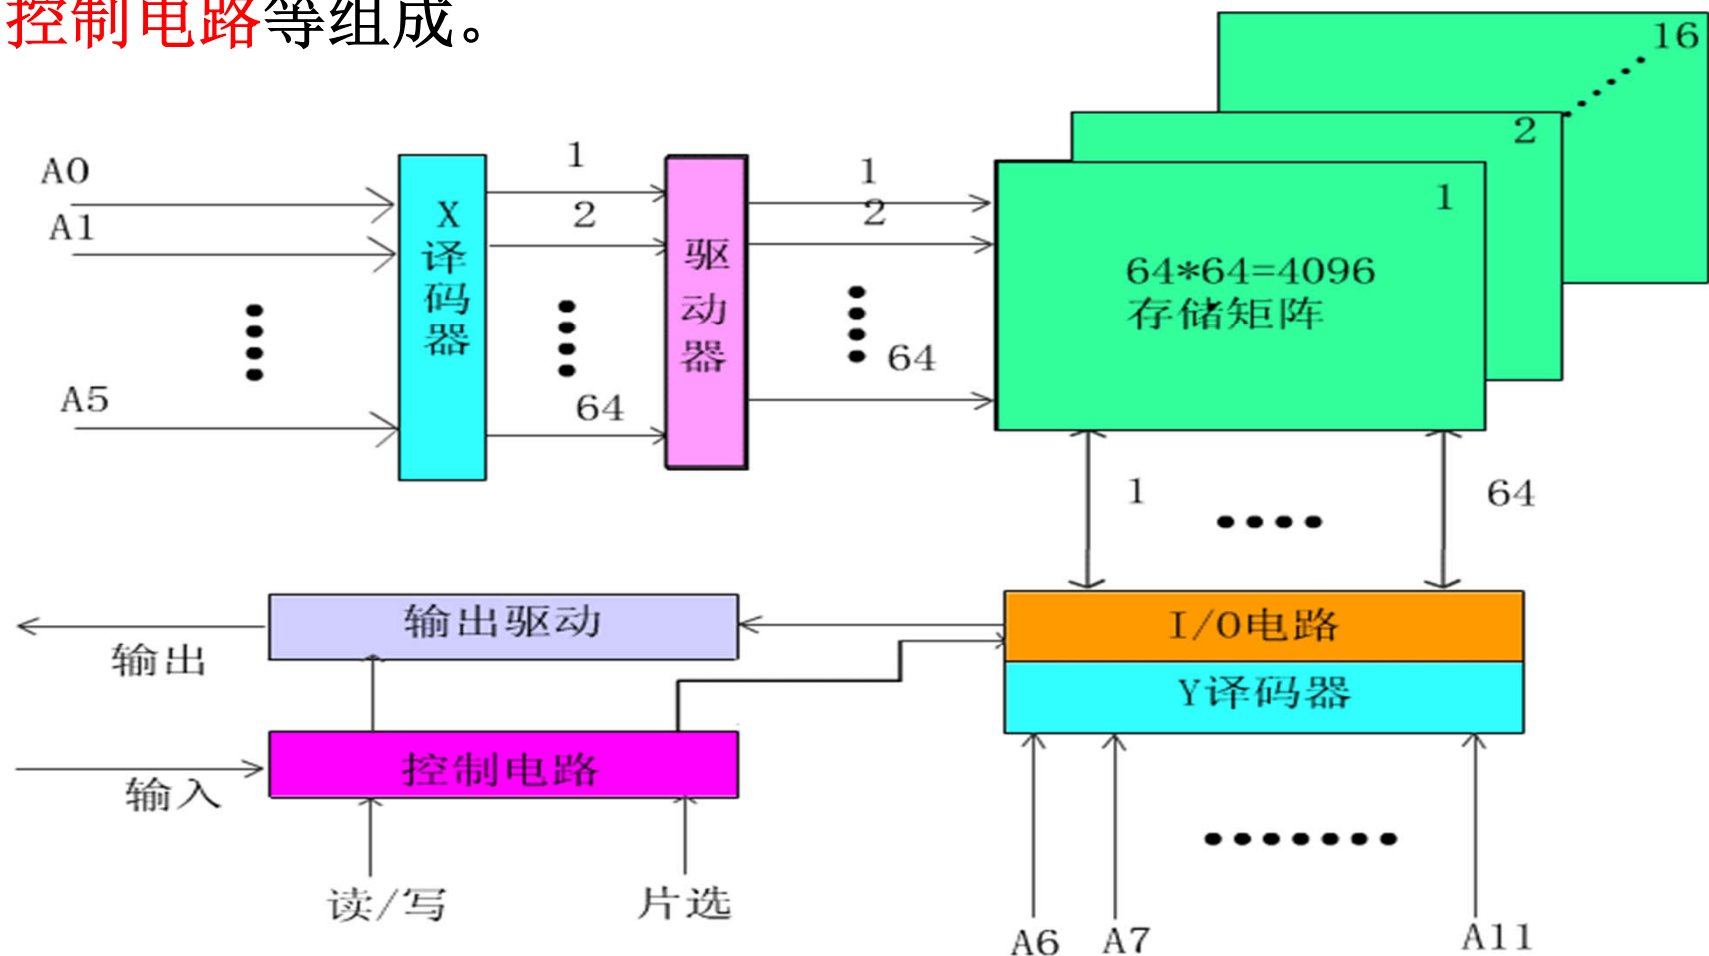 控制电路等组成。
16
2
1
64*64=4096
存储矩阵
A0
A1
A5
X译码器
1
2
64
驱动器
1
2
64
1
64
I/O电路
Y译码器
输出驱动
输出
控制电路
输入
读/写
片选
A6
A7
A11